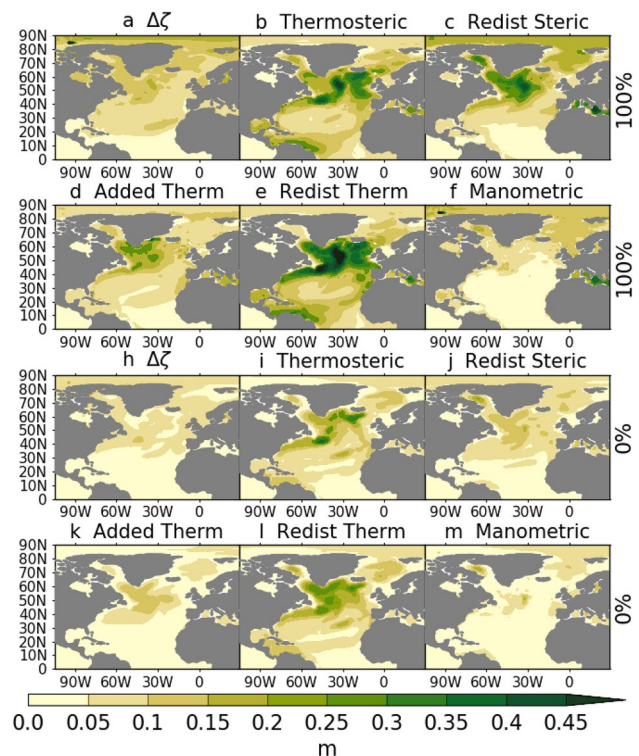 a Δζ b Thermosteric c Redist Steric
90N
80N
70N
60N
50N
40N
30N
20N
10N
0
90W 60W 30W 0 90W 60W 30W 0 90W 60W 30W 0
100%
d Added Therm e Redist Therm f Manometric
90N
80N
70N
60N
50N
40N
30N
20N
10N
0
90W 60W 30W 0 90W 60W 30W 0 90W 60W 30W 0
100%
h Δζ i Thermosteric j Redist Steric
90N
80N
70N
60N
50N
40N
30N
20N
10N
0
90W 60W 30W 0 90W 60W 30W 0 90W 60W 30W 0
0%
k Added Therm l Redist Therm m Manometric
90N
80N
70N
60N
50N
40N
30N
20N
10N
0
90W 60W 30W 0 90W 60W 30W 0 90W 60W 30W 0
0%
0.0 0.05 0.1 0.15 0.2 0.25 0.3 0.35 0.4 0.45
m